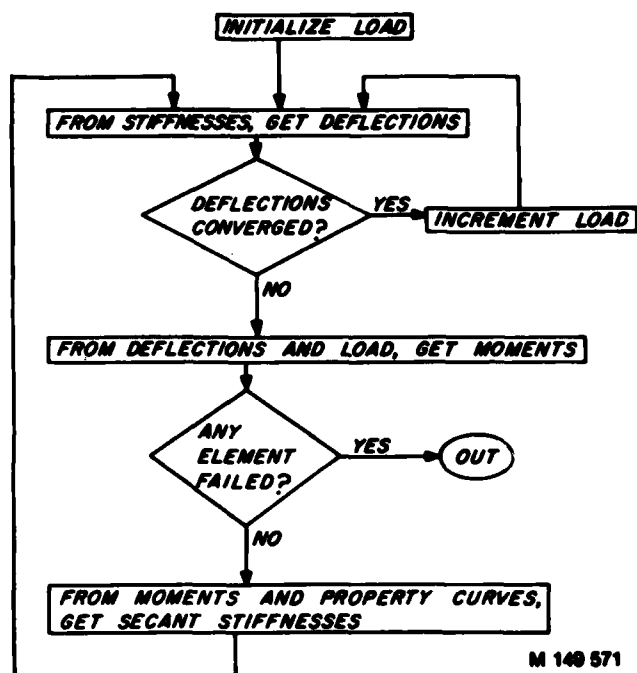 INITIALIZE LOAD
FROM STIFFNESSES, GET DEFLECTIONS
DEFLECTIONS
CONVERGED?
YES
INCREMENT LOAD
NO
FROM DEFLECTIONS AND LOAD, GET MOMENTS
ANY
ELEMENT
FAILED?
YES
OUT
NO
FROM MOMENTS AND PROPERTY CURVES,
GET SECANT STIFFNESSES
M 149 571